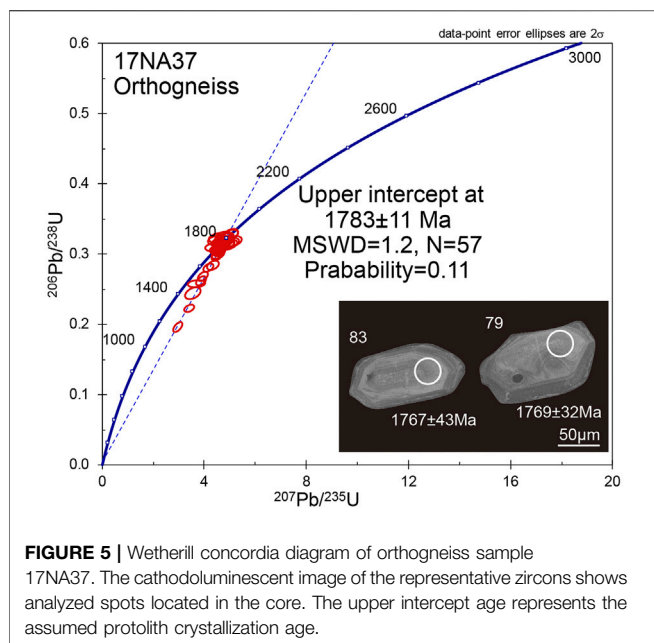 data-point error ellipses are 2σ
17NA37
Orthogneiss
0.6
0.5
0.4
0.3
0.2
0.1
0.0
206Pb/238U
3000
2600
2200
1800
1400
1000
Upper intercept at
1783±11 Ma
MSWD=1.2, N=57
Prabability=0.11
83
79
1767±43Ma
1769±32Ma
50μm
0
4
8
12
16
20
207Pb/235U
FIGURE 5 | Wetherill concordia diagram of orthogneiss sample
17NA37. The cathodoluminescent image of the representative zircons shows
analyzed spots located in the core. The upper intercept age represents the
assumed protolith crystallization age.